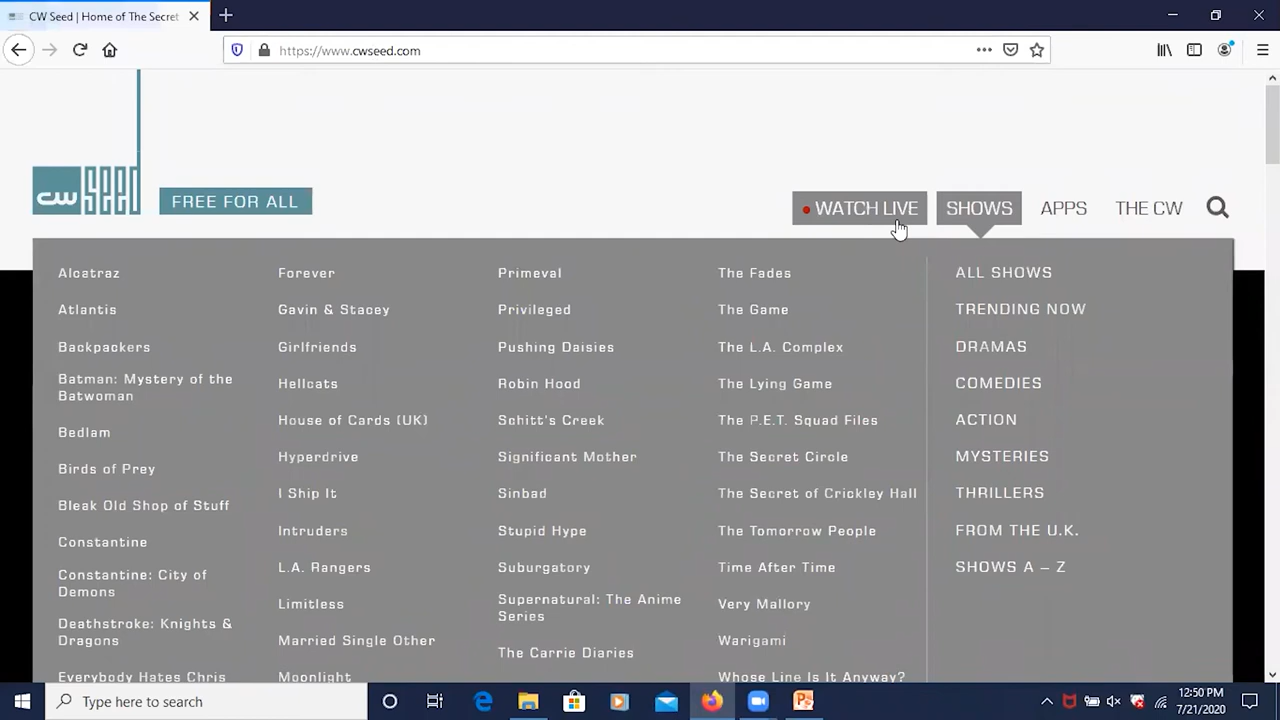 CW Seed | Home of The Secret
https://www.cwseed.com
cw seed
FREE FOR ALL
WATCH LIVE
SHOWS
APPS
THE CW
Alcatraz
Atlantis
Backpackers
Batman: Mystery of the
Batwoman
Bedlam
Birds of Prey
Bleak Old Shop of Stuff
Constantine
Constantine: City of
Demons
Deathstroke: Knights &
Dragons
Everybody Hates Chris
Forever
Gavin & Stacey
Girlfriends
Hellcats
House of Cards (UK)
Hyperdrive
I Ship It
Intruders
L.A. Rangers
Limitless
Married Single Other
Moonlight
Primeval
Privileged
Pushing Daisies
Robin Hood
Schitt's Creek
Significant Mother
Sinbad
Stupid Hype
Suburgatory
Supernatural: The Anime
Series
The Carrie Diaries
The Fades
The Game
The L.A. Complex
The Lying Game
The P.E.T. Squad Files
The Secret Circle
The Secret of Crickley Hall
The Tomorrow People
Time After Time
Very Mallory
Warigami
Whose Line Is It Anyway?
ALL SHOWS
TRENDING NOW
DRAMAS
COMEDIES
ACTION
MYSTERIES
THRILLERS
FROM THE U.K.
SHOWS A – Z
Type here to search
12:50 PM
7/21/2020